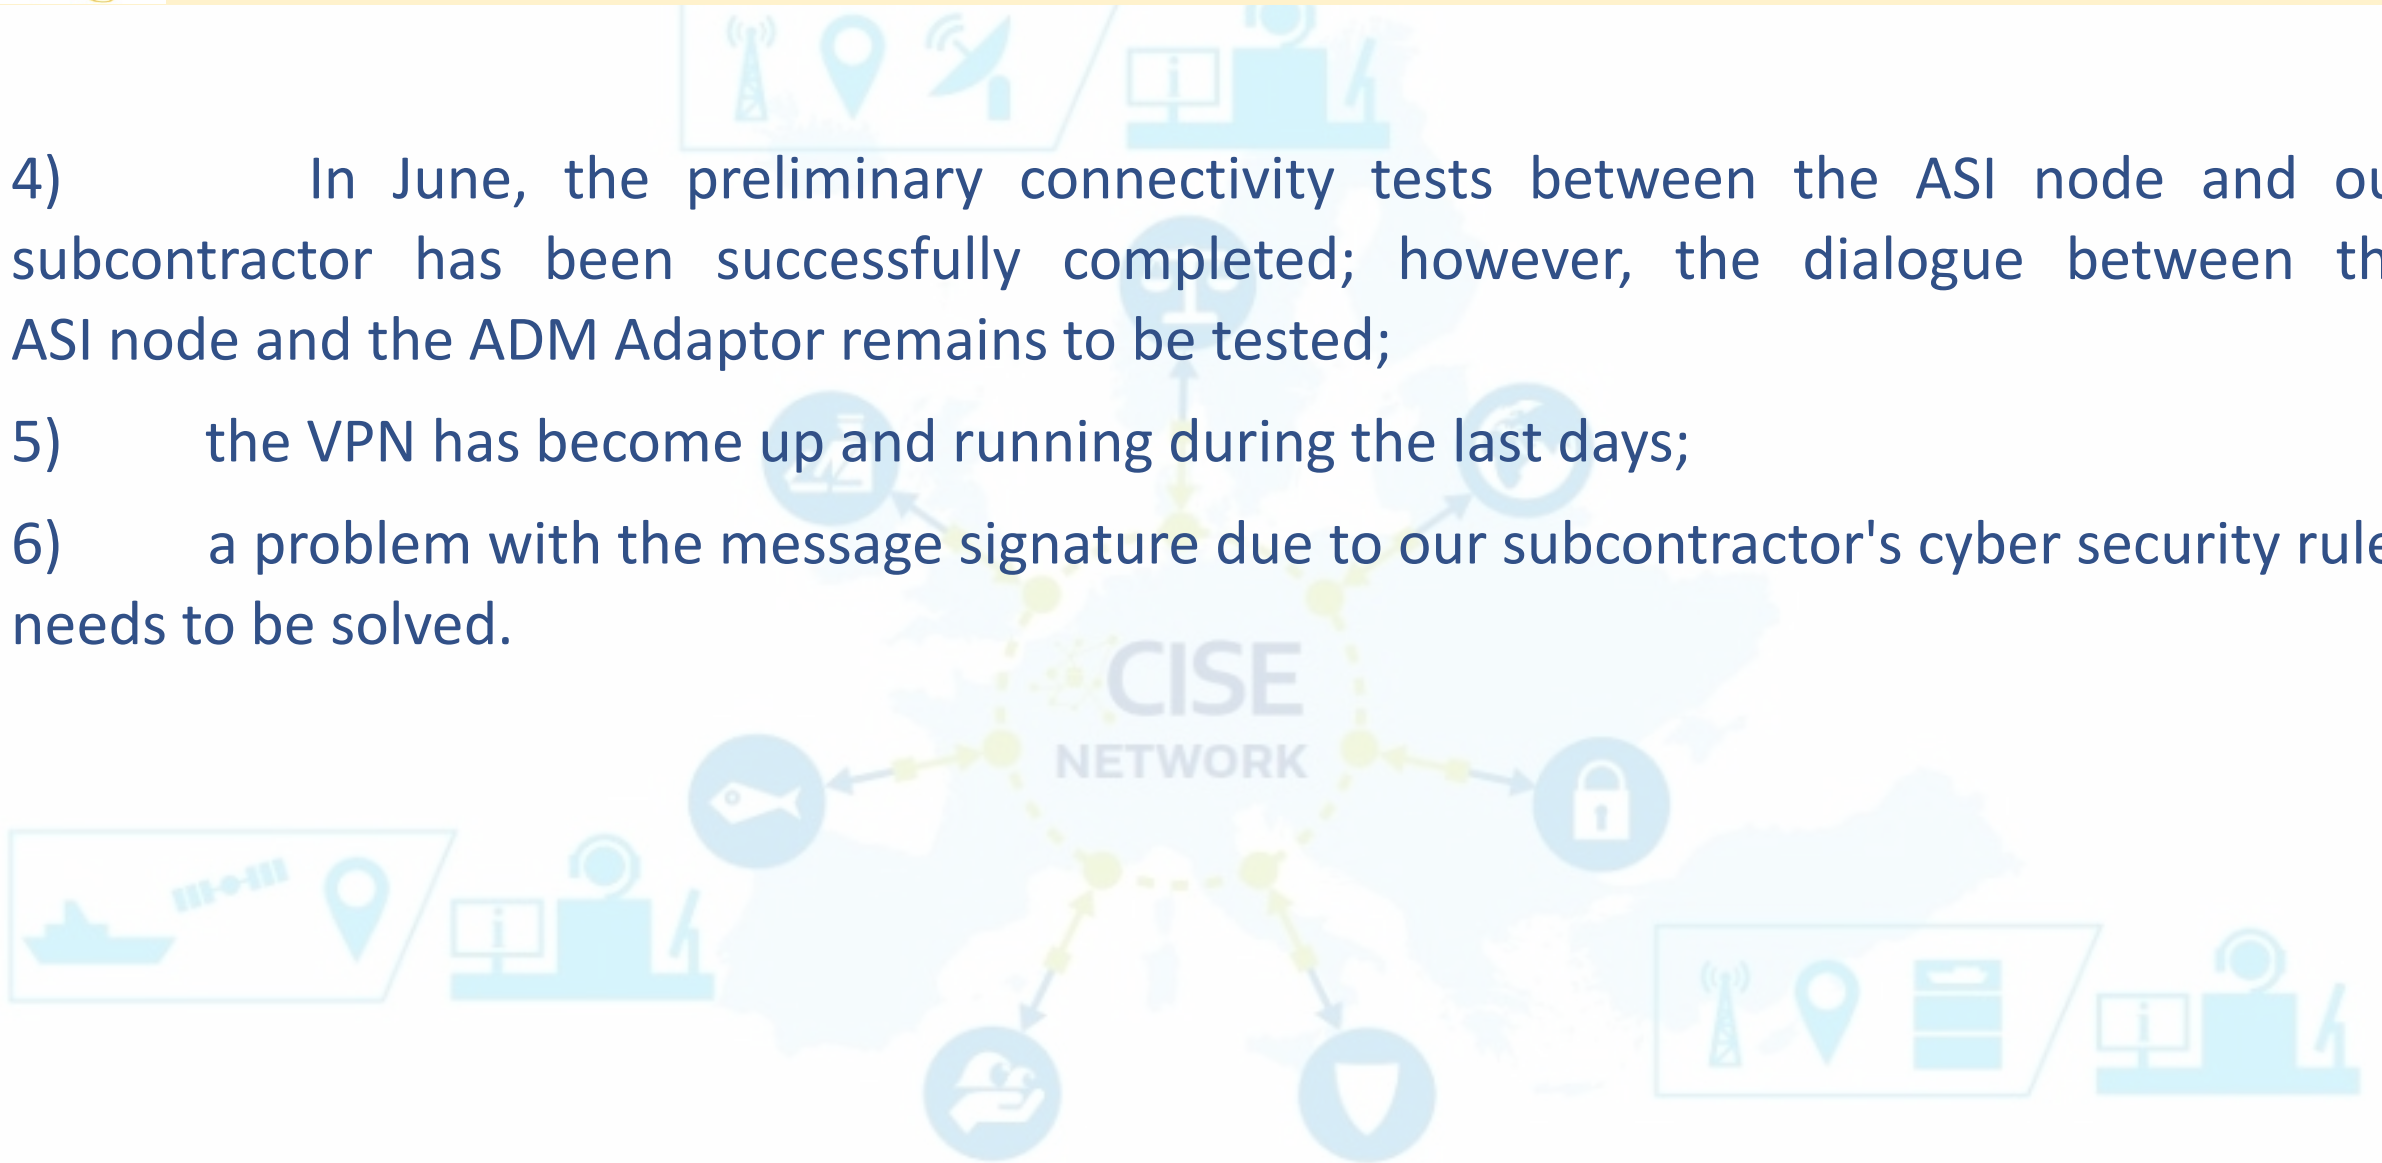 4) In June, the preliminary connectivity tests between the ASI node and ou
subcontractor has been successfully completed; however, the dialogue between th
ASI node and the ADM Adaptor remains to be tested;
5) the VPN has become up and running during the last days;
6) a problem with the message signature due to our subcontractor's cyber security rule
needs to be solved.
CISE
NETWORK
i
i
i